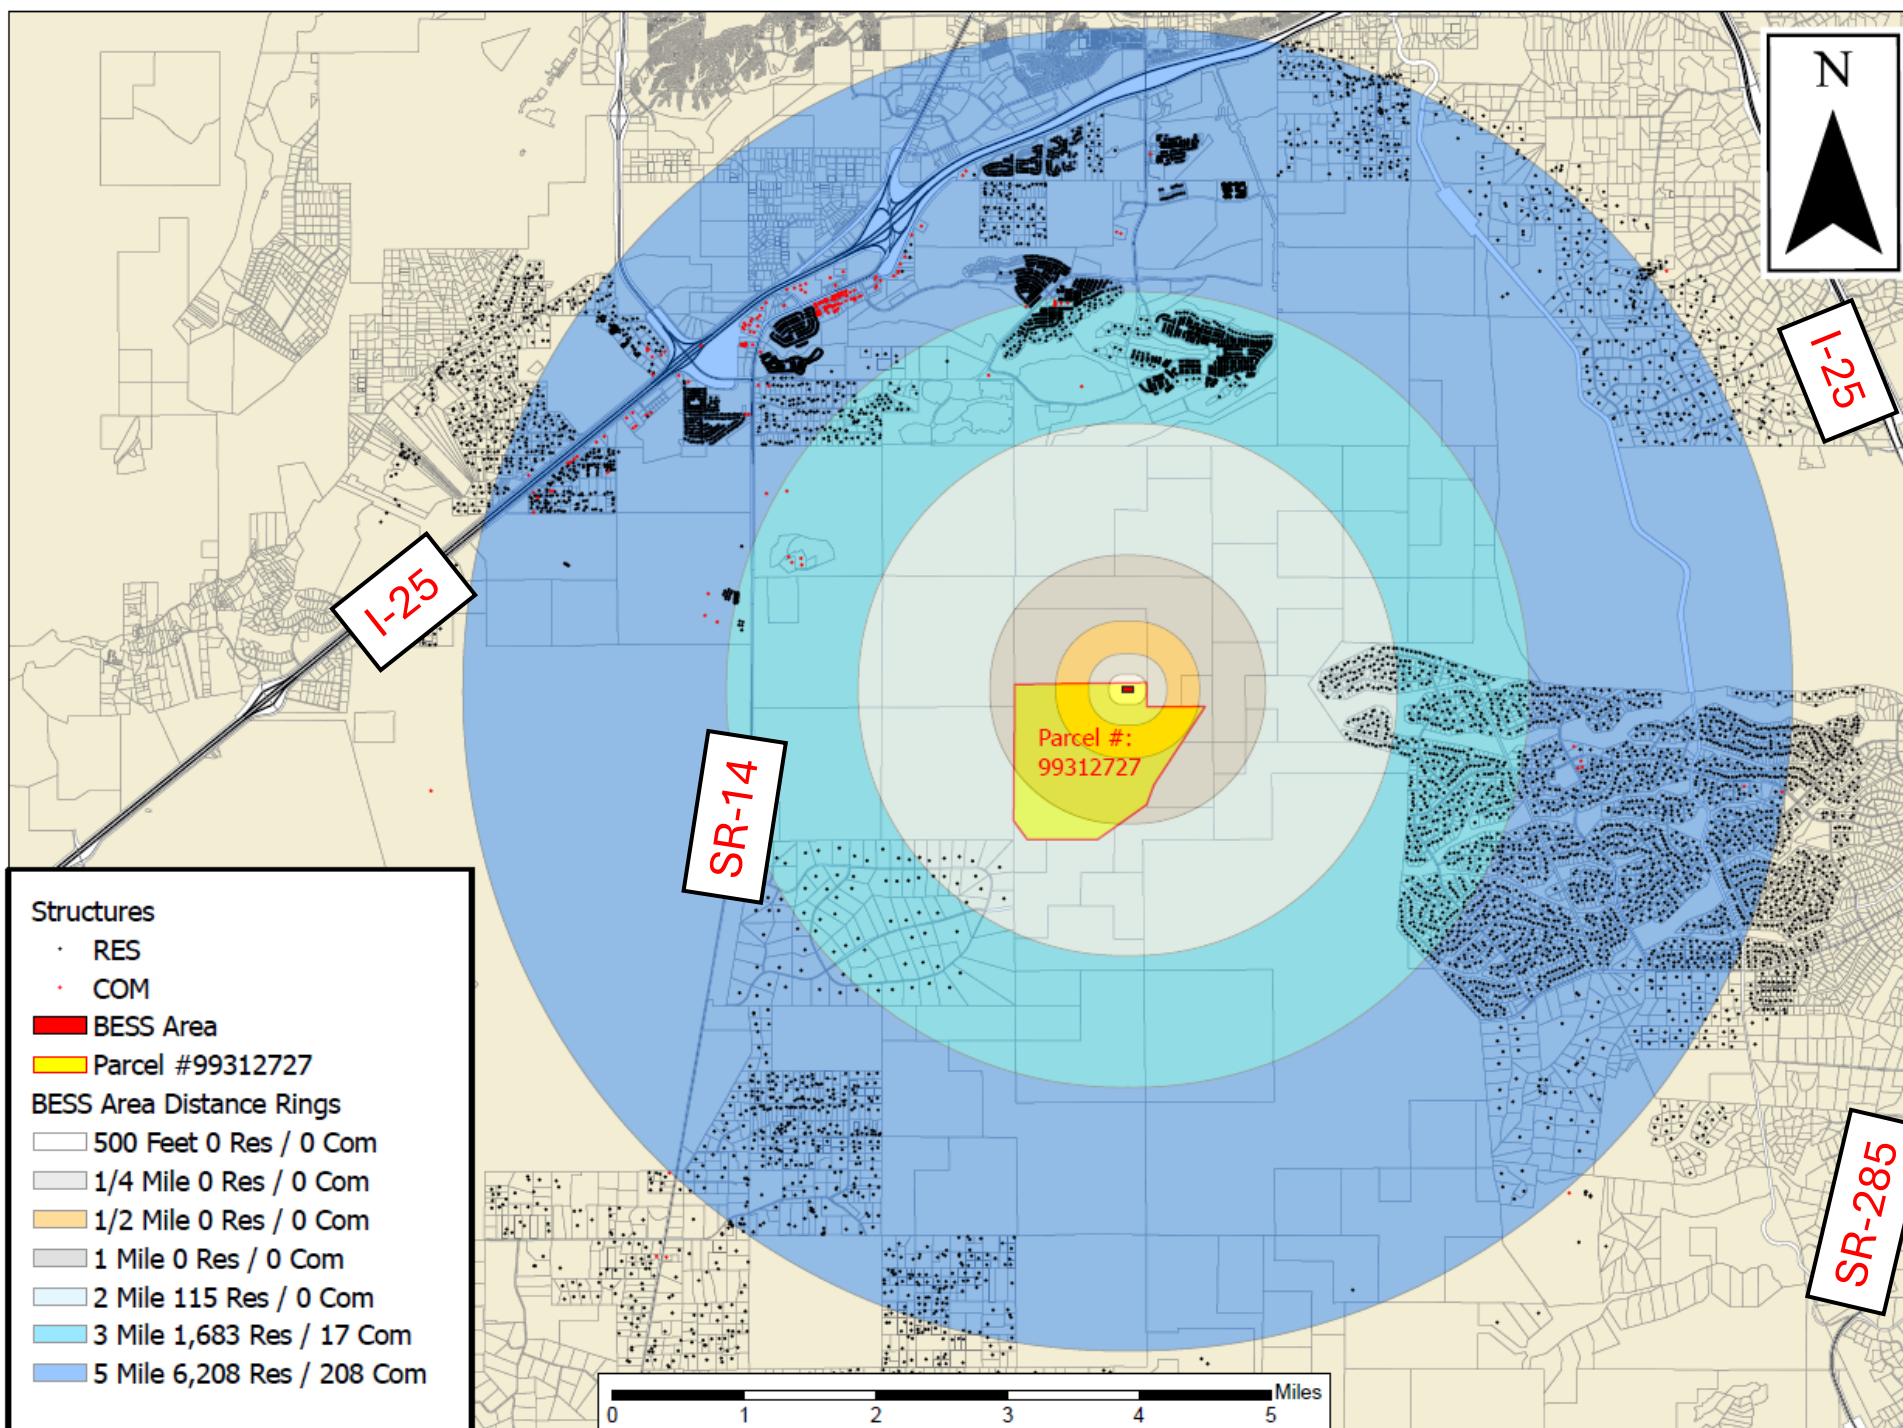 N
I-25
I-25
SR-14
Parcel #:
99312727
SR-285
Structures
RES
COM
BESS Area
Parcel #99312727
BESS Area Distance Rings
500 Feet 0 Res / 0 Com
1/4 Mile 0 Res / 0 Com
1/2 Mile 0 Res / 0 Com
1 Mile 0 Res / 0 Com
2 Mile 115 Res / 0 Com
3 Mile 1,683 Res / 17 Com
5 Mile 6,208 Res / 208 Com
Miles
0 1 2 3 4 5